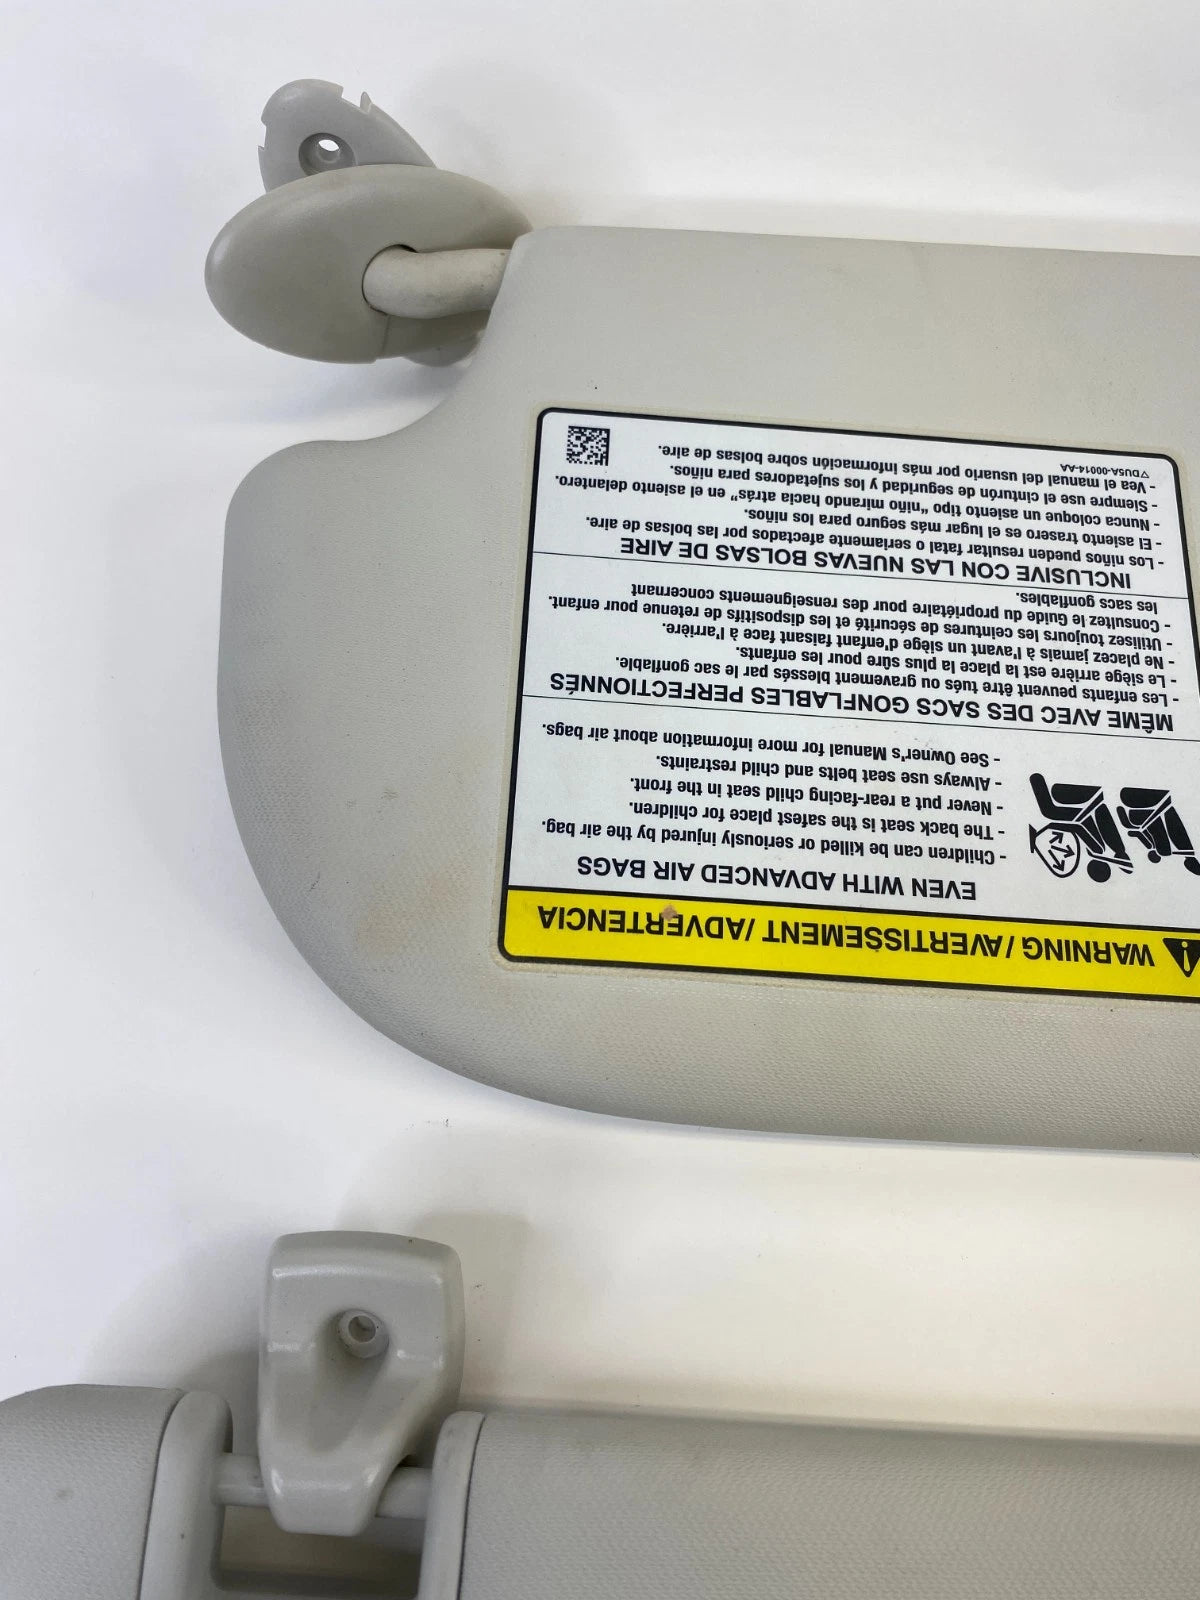 WARNING / AVERTISSEMENT / ADVERTENCIA
EVEN WITH ADVANCED AIR BAGS
- Children can be killed or seriously injured by the air bag.
- The back seat is the safest place for children.
- Never put a rear-facing child seat in the front.
- Always use seat belts and child restraints.
- See Owner's Manual for more information about air bags.
MÊME AVEC DES SACS GONFLABLES PERFECTIONNÉS
- Les enfants peuvent être tués ou gravement blessés par le sac gonflable.
- Le siège arrière est la place la plus sûre pour les enfants.
- Ne placez jamais à l'avant un siège d'enfant faisant face à l'arrière.
- Utilisez toujours les ceintures de sécurité et les dispositifs de retenue pour enfant.
- Consultez le Guide du propriétaire pour des renseignements concernant
les sacs gonflables.
INCLUSIVE CON LAS NUEVAS BOLSAS DE AIRE
- Los niños pueden resultar fatal o seriamente afectados por las bolsas de aire.
- El asiento trasero es el lugar más seguro para los niños.
- Nunca coloque un asiento tipo "niño mirando hacia atrás" en el asiento delantero.
- Siempre use el cinturón de seguridad y los sujetadores para niños.
- Vea el manual del usuario por más información sobre bolsas de aire.
DU5A-00014-AA